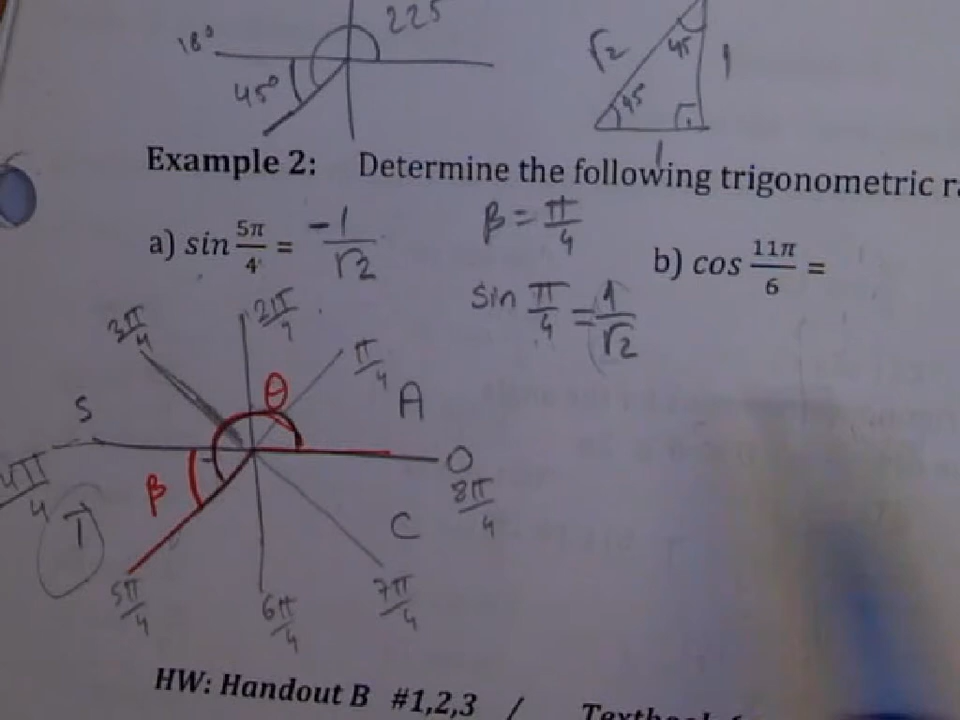 225
18°
45°
√2
45
1
45
1
Example 2: Determine the following trigonometric
a) sin 5π/4 = -1/√2
β = π/4
b) cos 11π/6 =
sin π/4 = 1/√2
3π/4
π/4
θ
A
S
0
8π/4
4π/4
β
T
C
5π/4
6π/4
7π/4
HW: Handout B #1,2,3 /